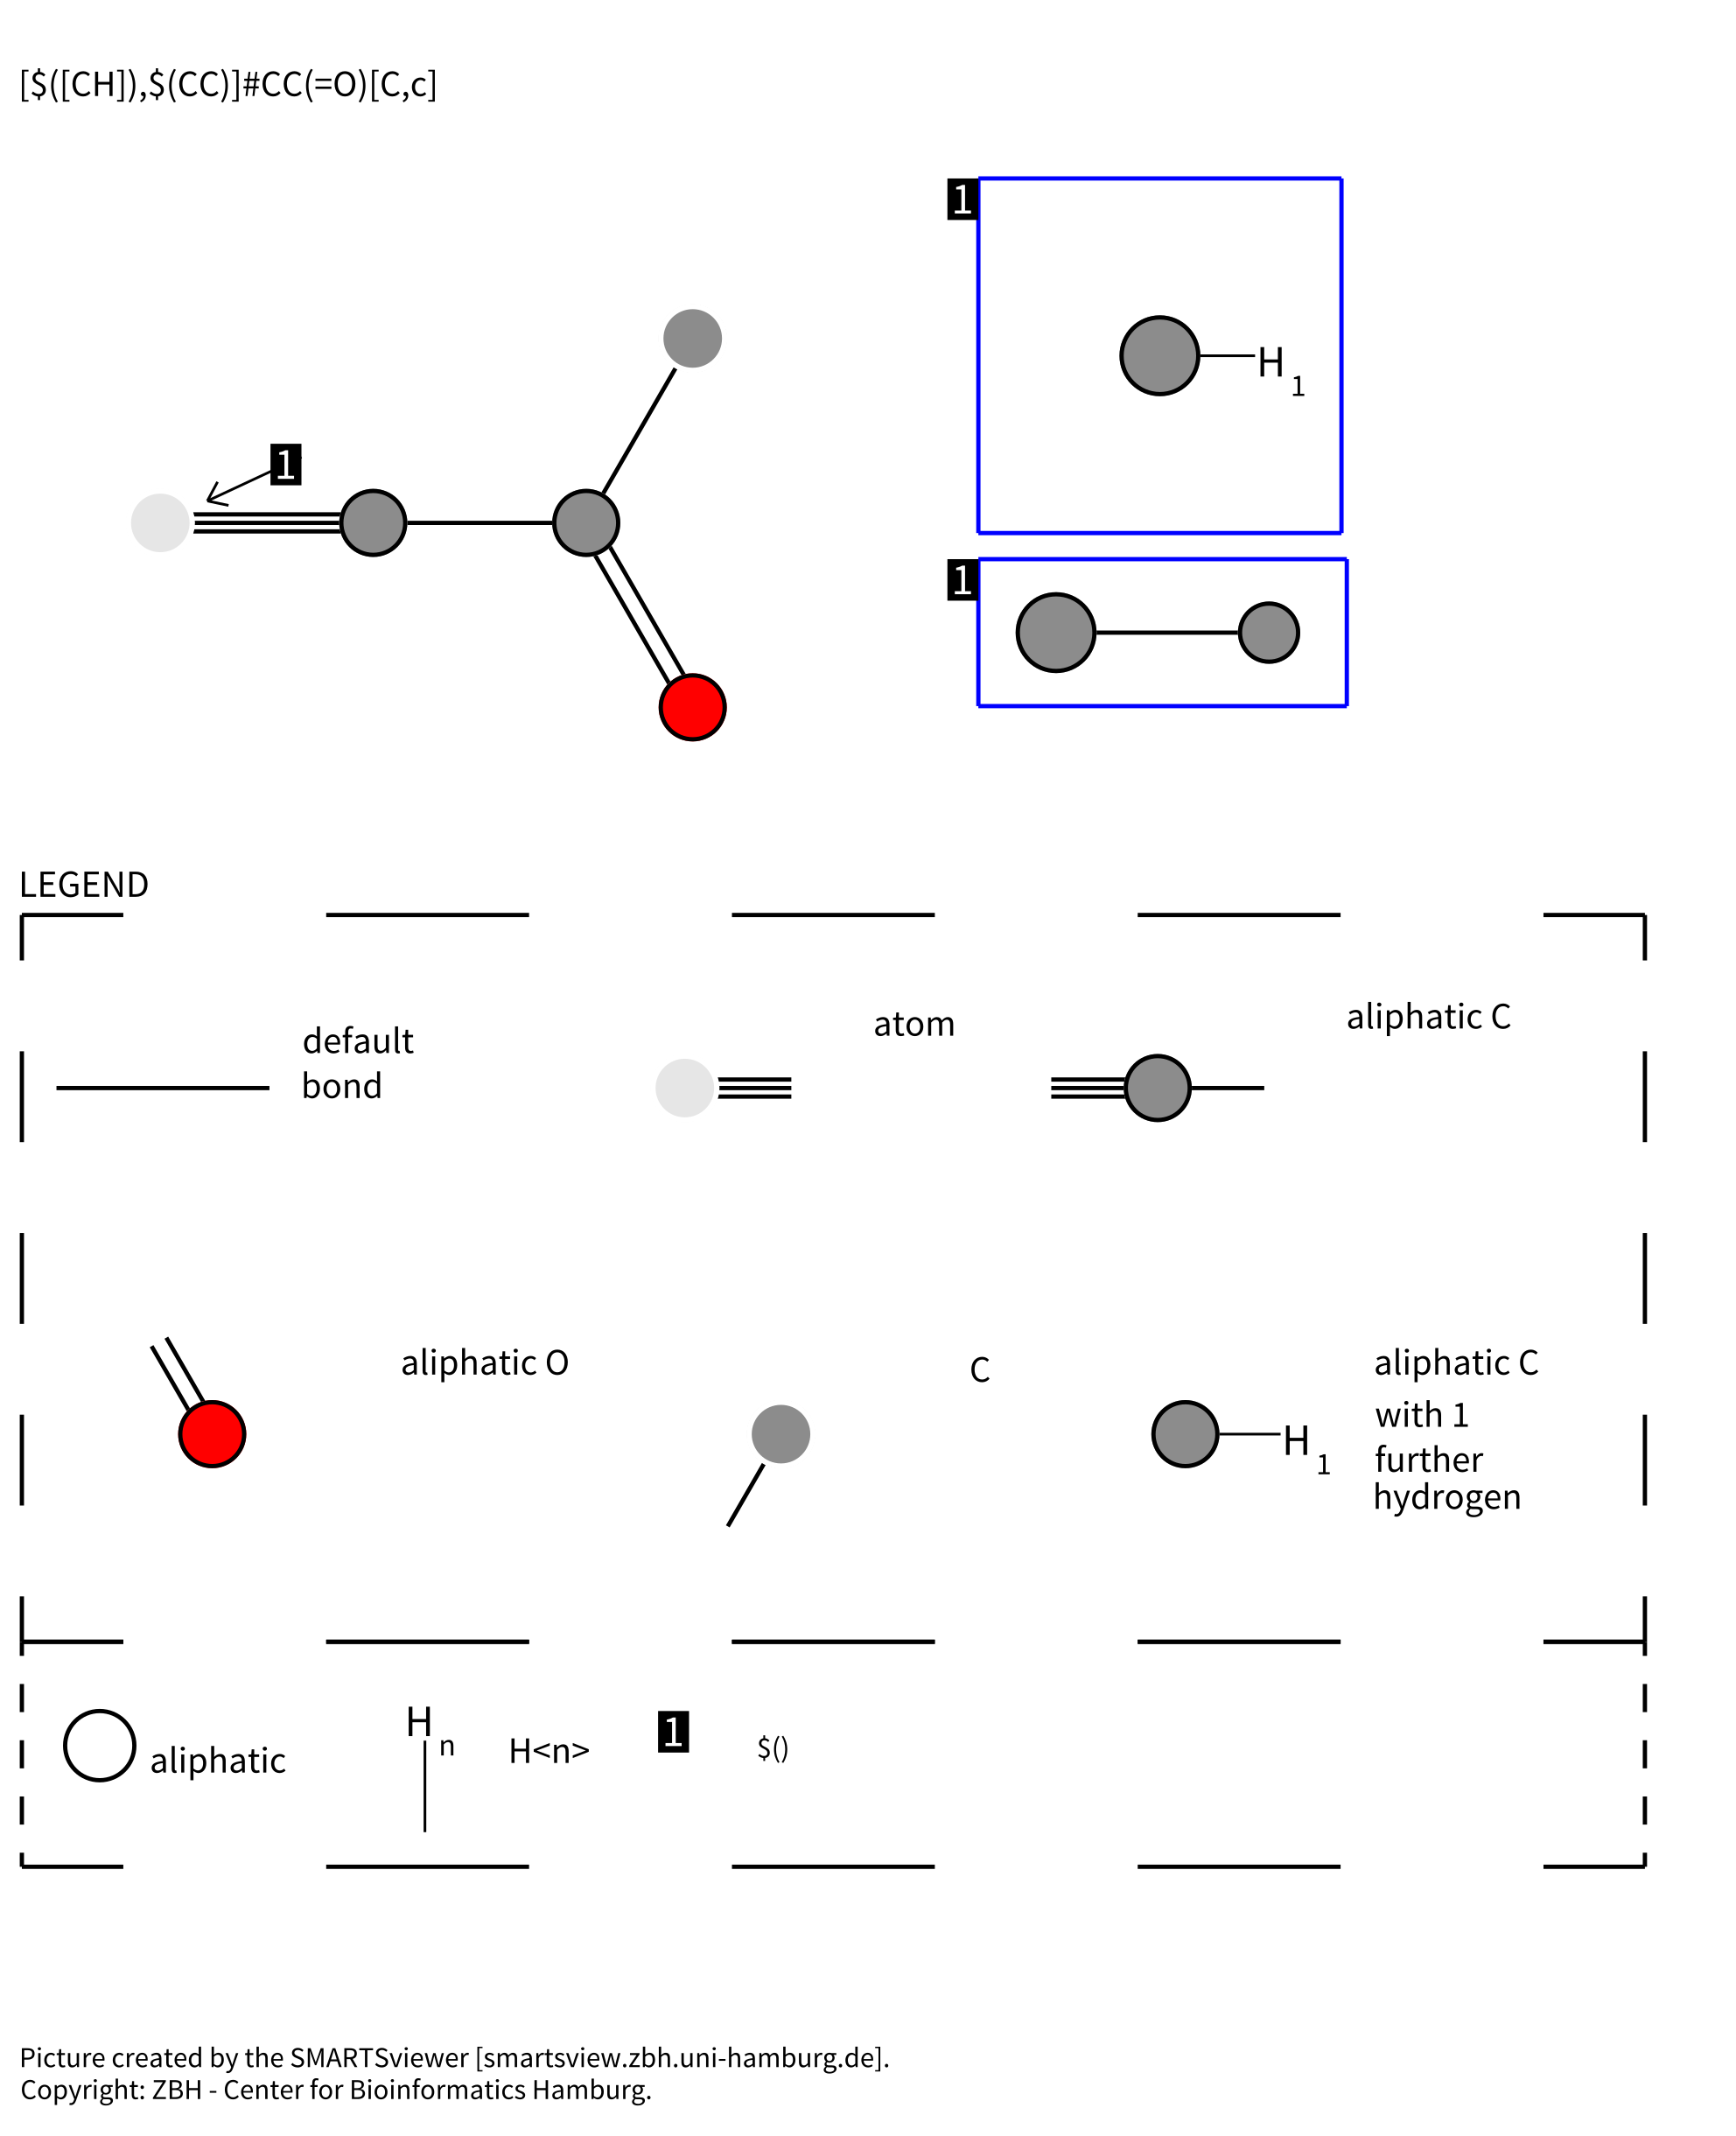 [$([CH]),$(CC)]#CC(=O)[C,c]
1
H 1
1
1
LEGEND
default
bond
atom
aliphatic C
aliphatic O
C
aliphatic C
with 1
further
hydrogen
H 1
aliphatic
H n
H<n>
1
$()
Picture created by the SMARTSviewer [smartsview.zbh.uni-hamburg.de].
Copyright: ZBH - Center for Bioinformatics Hamburg.